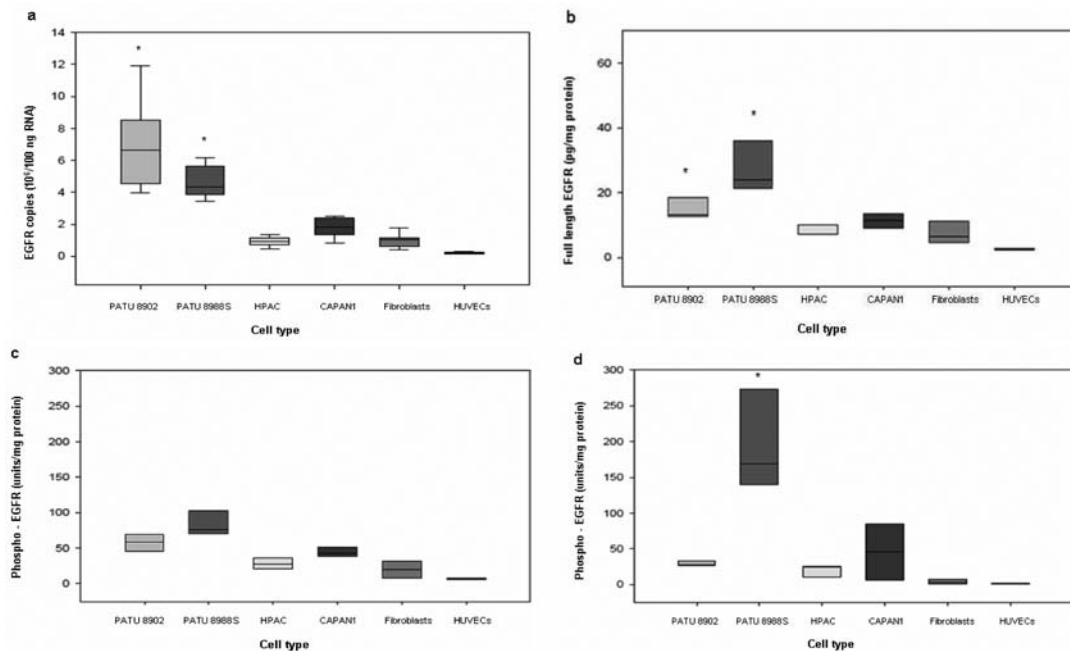 a
EGFR copies (10⁶/100 ng RNA)
14
12
10
8
6
4
2
0
*
*
PATU 8902 PATU 8988S HPAC CAPAN1 Fibroblasts HUVECs
Cell type
b
Full length EGFR (pg/mg protein)
60
40
20
0
*
*
PATU 8902 PATU 8988S HPAC CAPAN1 Fibroblasts HUVECs
Cell type
c
Phospho - EGFR (units/mg protein)
300
250
200
150
100
50
0
PATU 8902 PATU 8988S HPAC CAPAN1 Fibroblasts HUVECs
Cell type
d
Phospho - EGFR (units/mg protein)
300
250
200
150
100
50
0
*
PATU 8902 PATU 8988S HPAC CAPAN1 Fibroblasts HUVECs
Cell type